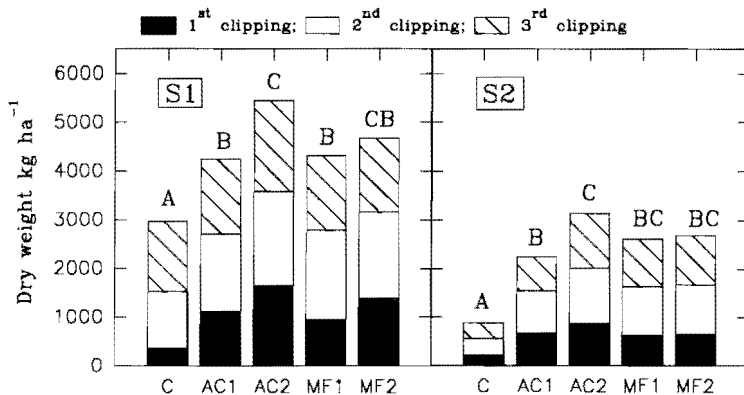 1st clipping; 2nd clipping; 3rd clipping
Dry weight kg ha−1
6000
5000
4000
3000
2000
1000
0
S1
A
B
C
B
CB
C AC1 AC2 MF1 MF2
S2
A
B
C
BC
BC
C AC1 AC2 MF1 MF2